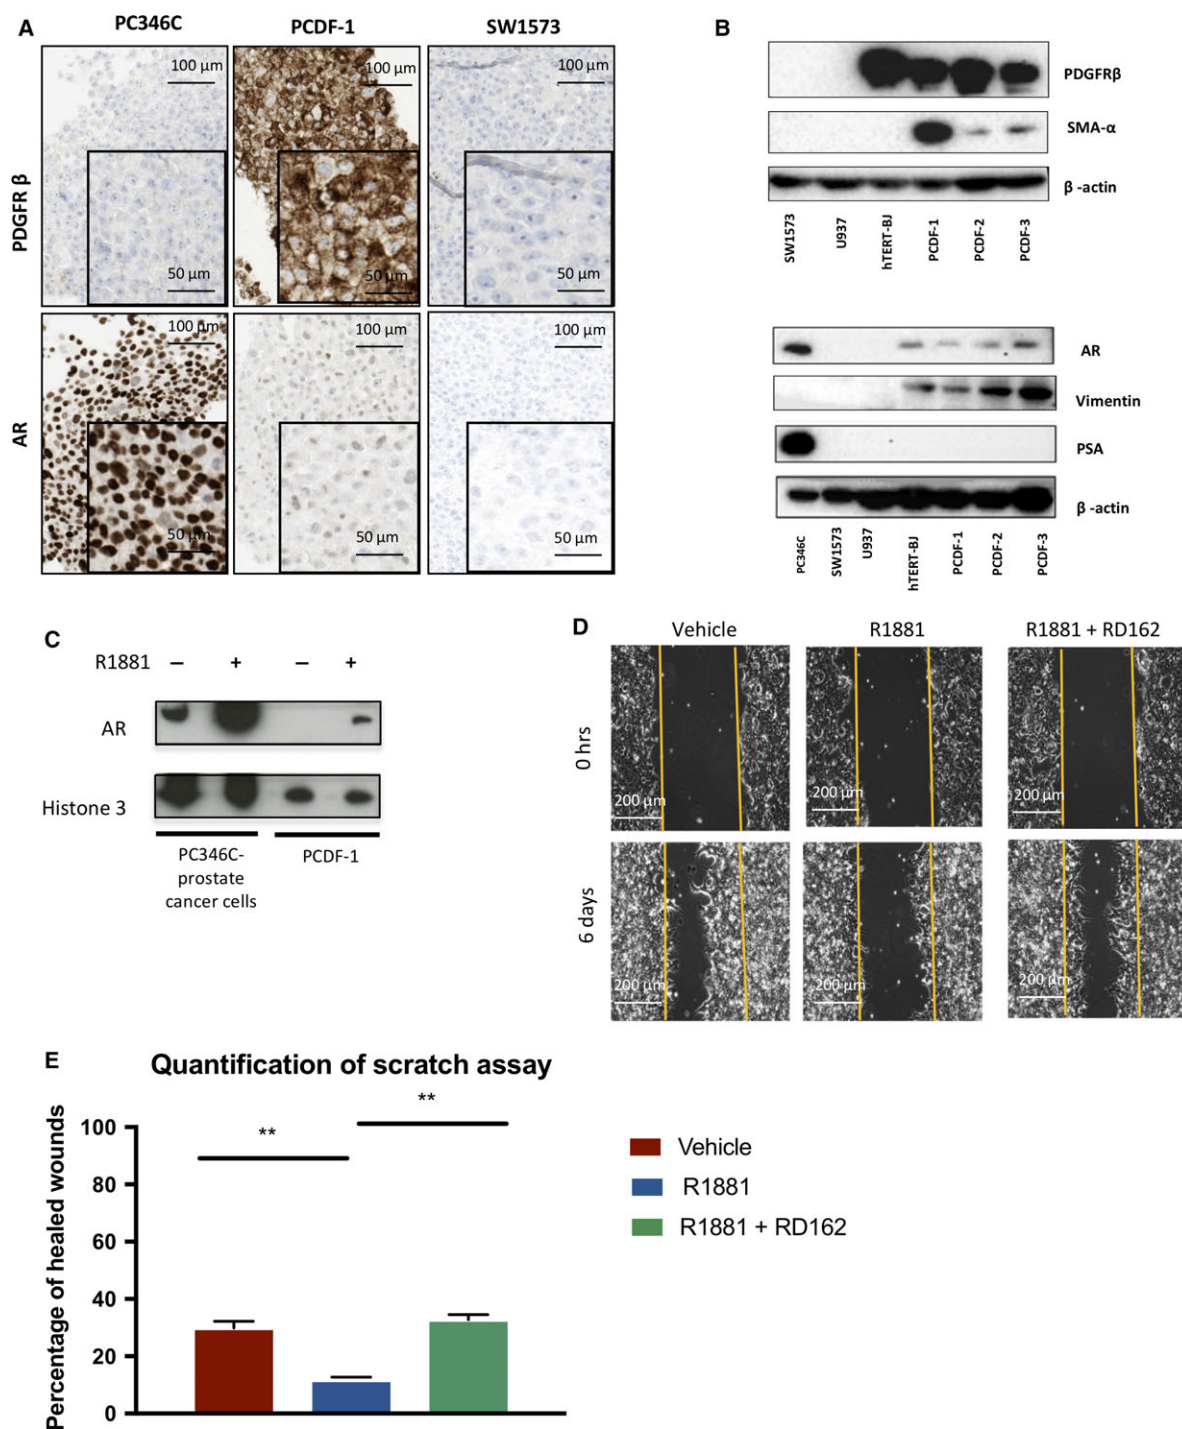 A
PC346C
PCDF-1
SW1573
PDGFR β
100 µm
100 µm
100 µm
50 µm
50 µm
50 µm
AR
100 µm
100 µm
100 µm
50 µm
50 µm
50 µm
B
PDGFRβ
SMA-α
β -actin
SW1573
U937
hTERT-BJ
PCDF-1
PCDF-2
PCDF-3
AR
Vimentin
PSA
β -actin
PC346C
SW1573
U937
hTERT-BJ
PCDF-1
PCDF-2
PCDF-3
C
R1881 – + – +
AR
Histone 3
PC346C-
prostate
cancer cells
PCDF-1
D
Vehicle
R1881
R1881 + RD162
0 hrs
200 µm
200 µm
200 µm
6 days
200 µm
200 µm
200 µm
E
Quantification of scratch assay
Percentage of healed wounds
100
80
60
40
20
0
**
**
Vehicle
R1881
R1881 + RD162